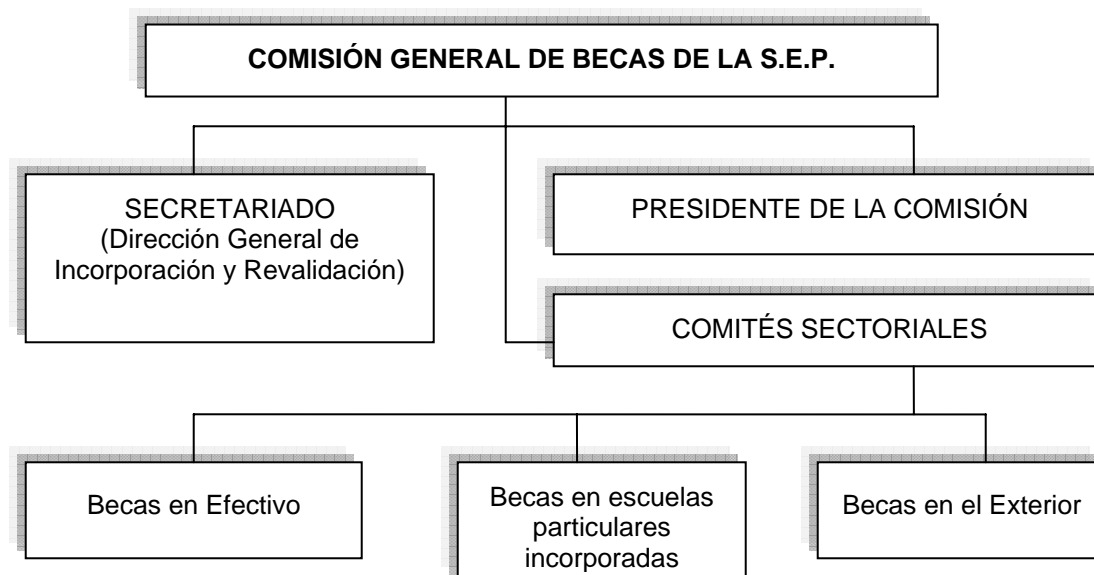 COMISIÓN GENERAL DE BECAS DE LA S.E.P.
SECRETARIADO
(Dirección General de
Incorporación y Revalidación)
PRESIDENTE DE LA COMISIÓN
COMITÉS SECTORIALES
Becas en Efectivo
Becas en escuelas
particulares
incorporadas
Becas en el Exterior